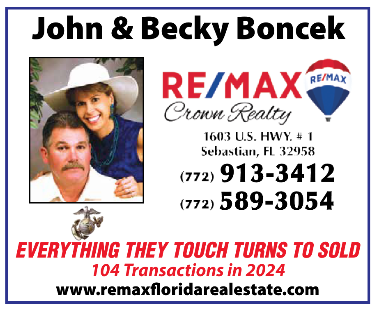 John & Becky Boncek
RE/MAX
RE/MAX
Crown Realty
1603 U.S. HWY. # 1
Sebastian, FL 32958
(772) 913-3412
(772) 589-3054
EVERYTHING THEY TOUCH TURNS TO SOLD
104 Transactions in 2024
www.remaxfloridarealestate.com